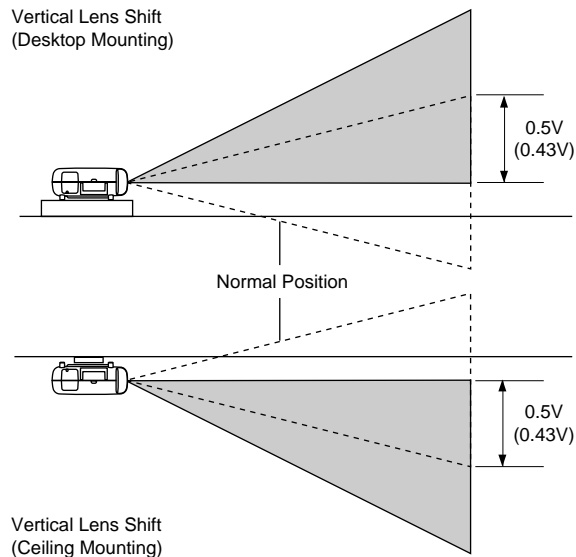 Vertical Lens Shift
(Desktop Mounting)
0.5V
(0.43V)
Normal Position
0.5V
(0.43V)
Vertical Lens Shift
(Ceiling Mounting)